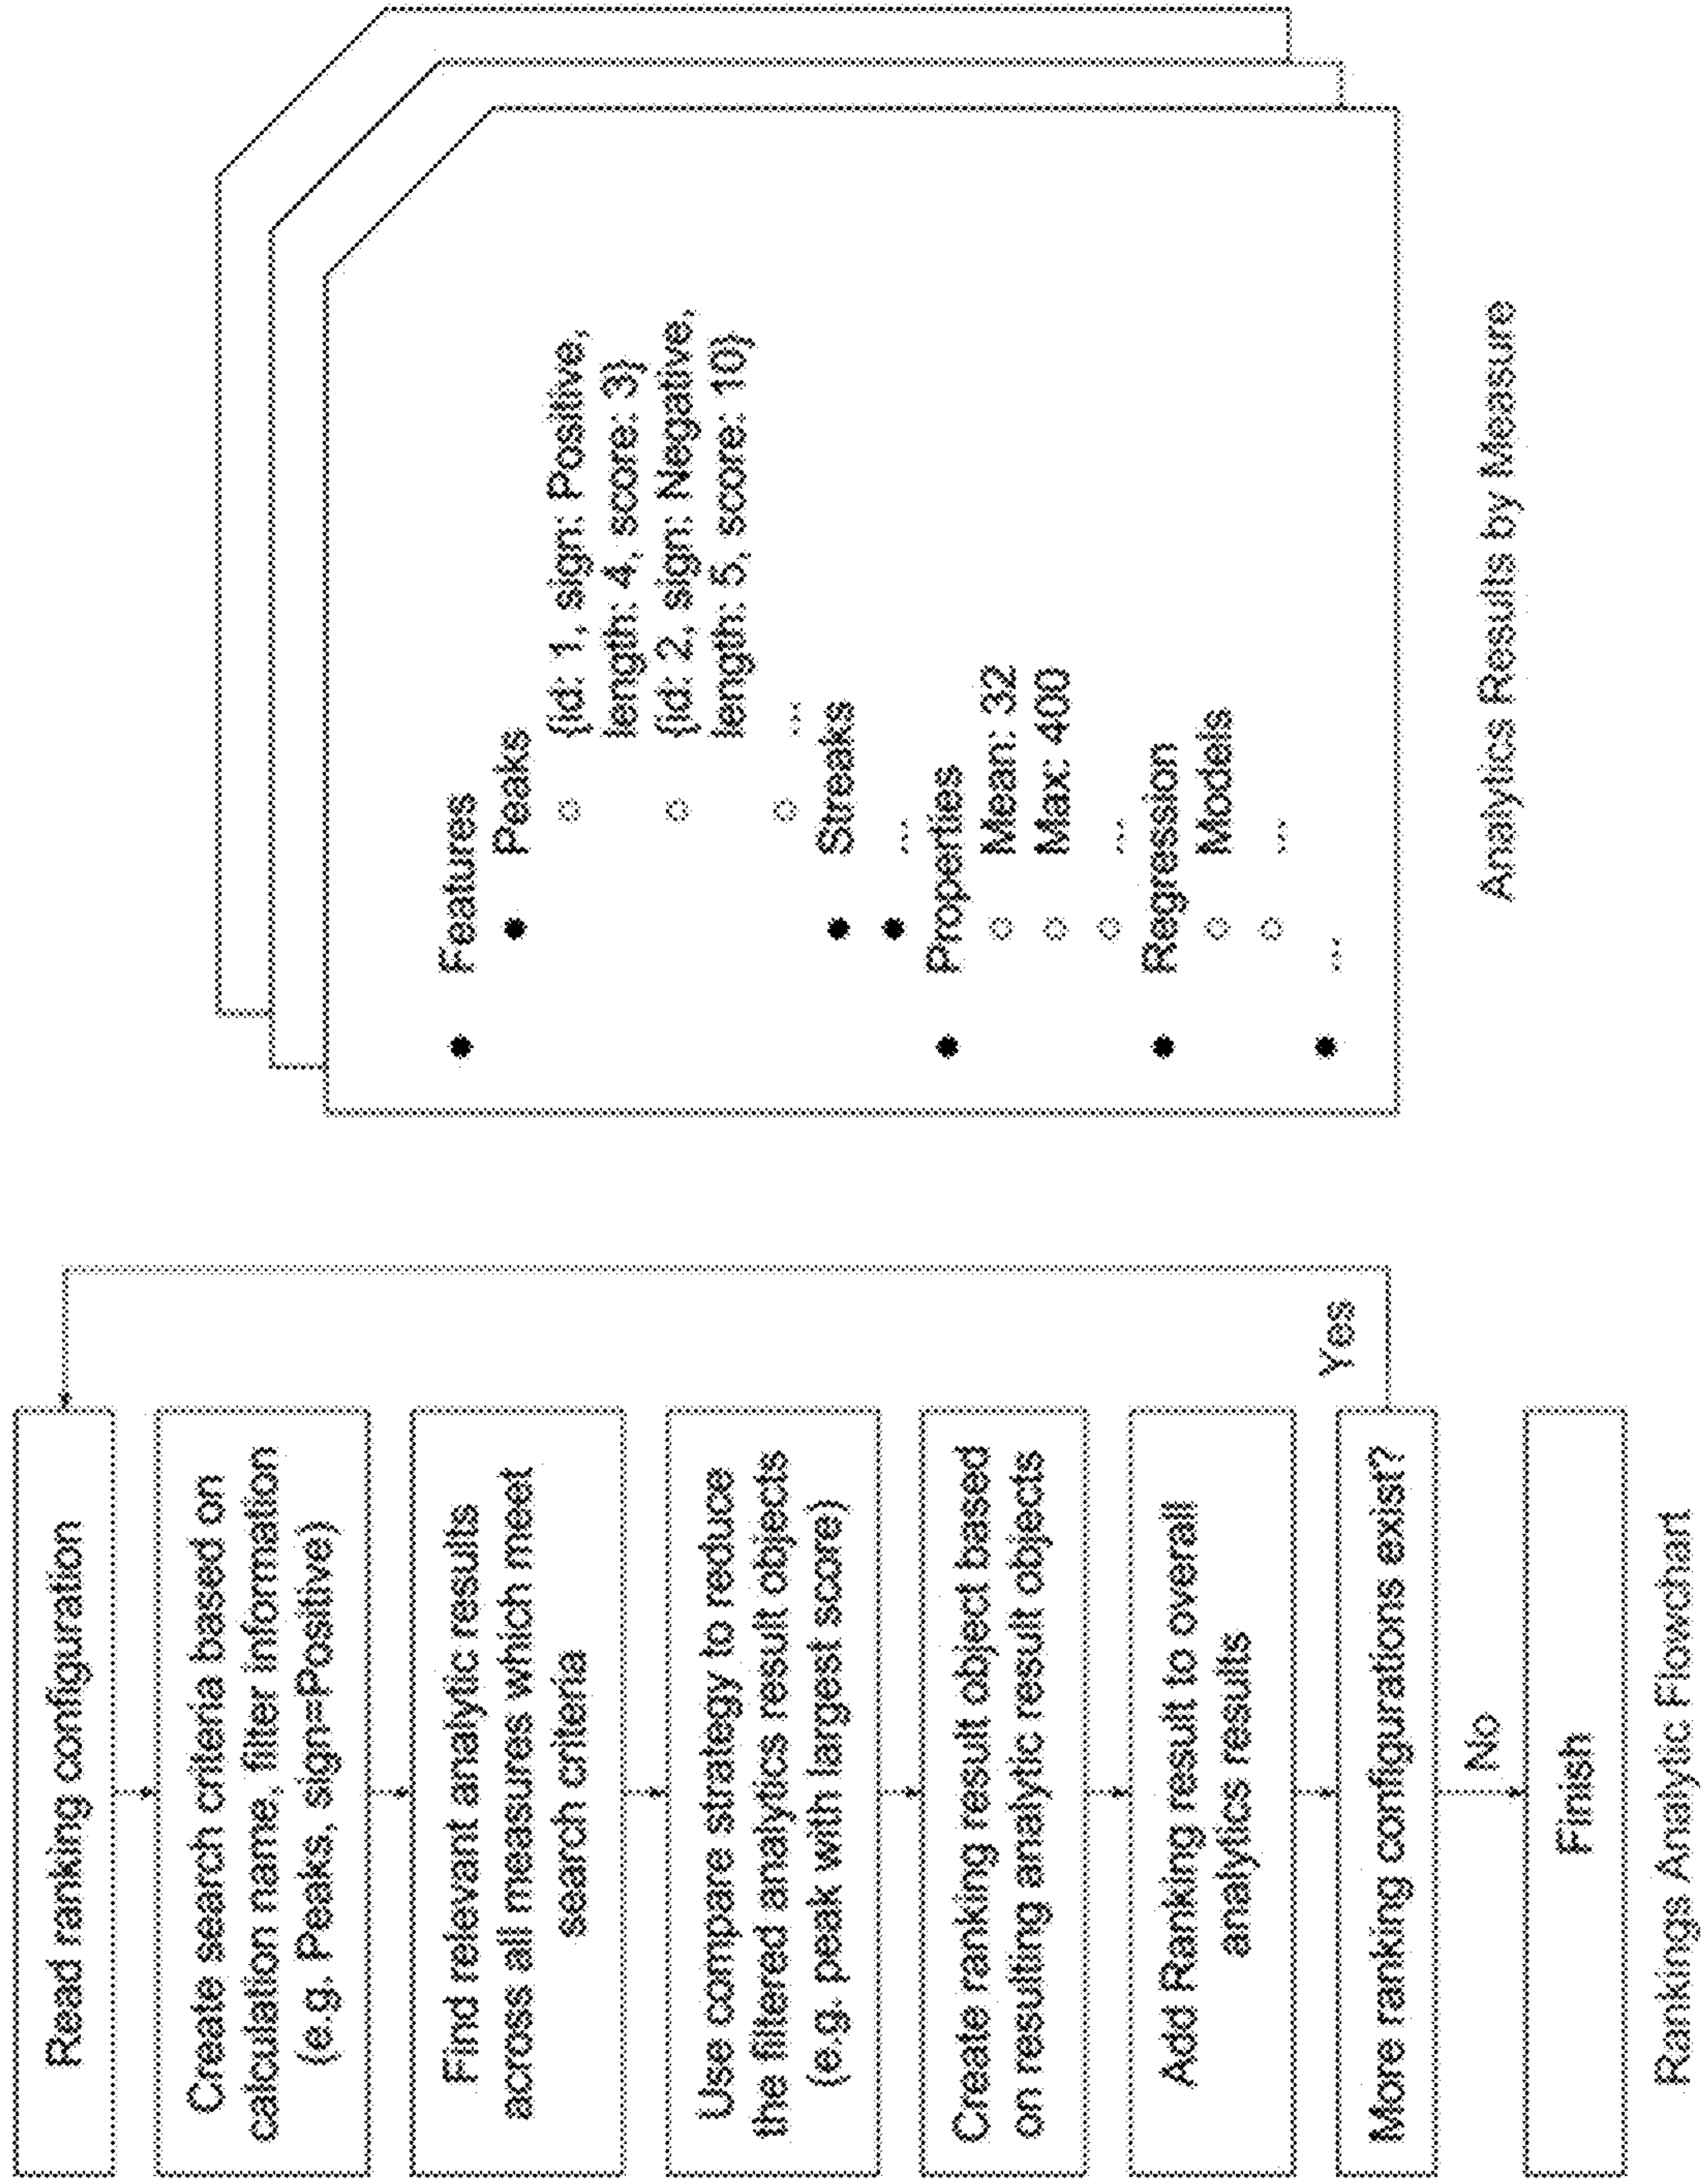 Read ranking configuration
Create search criteria based on
calculation name, filter information
(e.g. Peaks, sign=Positive)
Find relevant analytic results
across all measures which meet
search criteria
Use compare strategy to reduce
the filtered analytics result objects
(e.g. peak with largest score)
Create ranking result object based
on resulting analytic result objects
Add Ranking result to overall
analytics results
More ranking configurations exist?
Yes
No
Finish
Rankings Analytic Flowchart
● Features
● Peaks
○ {id: 1, sign: Positive,
length: 4, score: 3}
○ {id: 2, sign: Negative,
length: 5, score: 10}
○ ...
● Streaks
● ...
● Properties
○ Mean: 32
○ Max: 400
○ ...
● Regression
○ Models
○ ...
● ...
Analytics Results by Measure